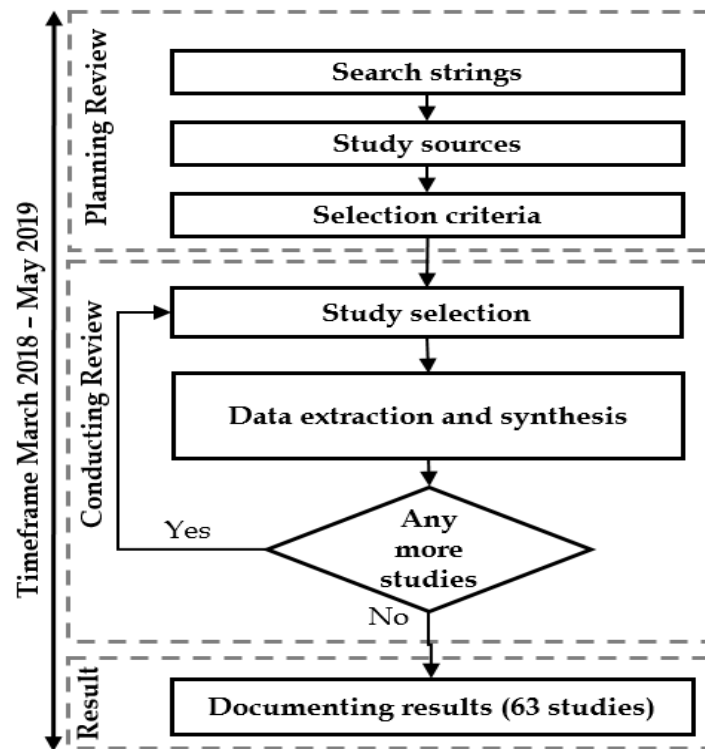 Timeframe March 2018 – May 2019
Planning Review
Search strings
Study sources
Selection criteria
Conducting Review
Study selection
Data extraction and synthesis
Any
more
studies
Yes
No
Result
Documenting results (63 studies)